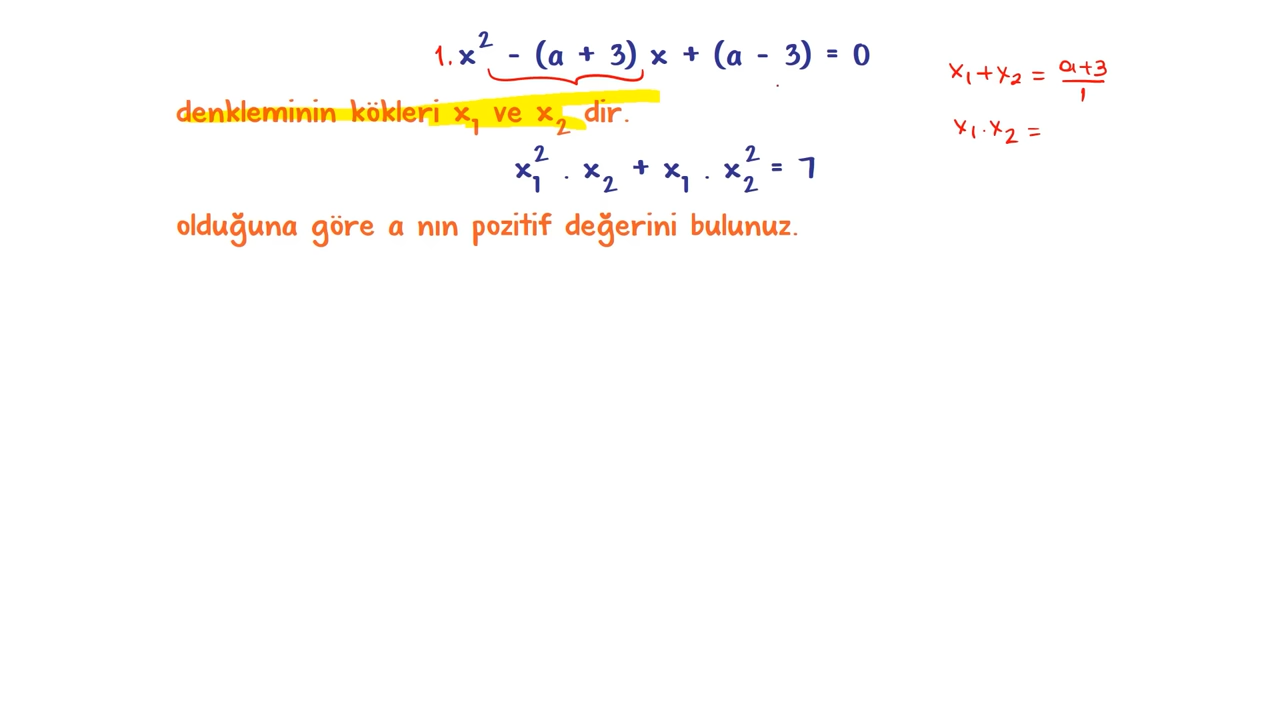 1. x² - (a + 3) x + (a - 3) = 0
denkleminin kökleri x₁ ve x₂ dir.
x₁² . x₂ + x₁ . x₂² = 7
olduğuna göre a nın pozitif değerini bulunuz.
x₁ + x₂ = (a+3)/1
x₁ . x₂ =